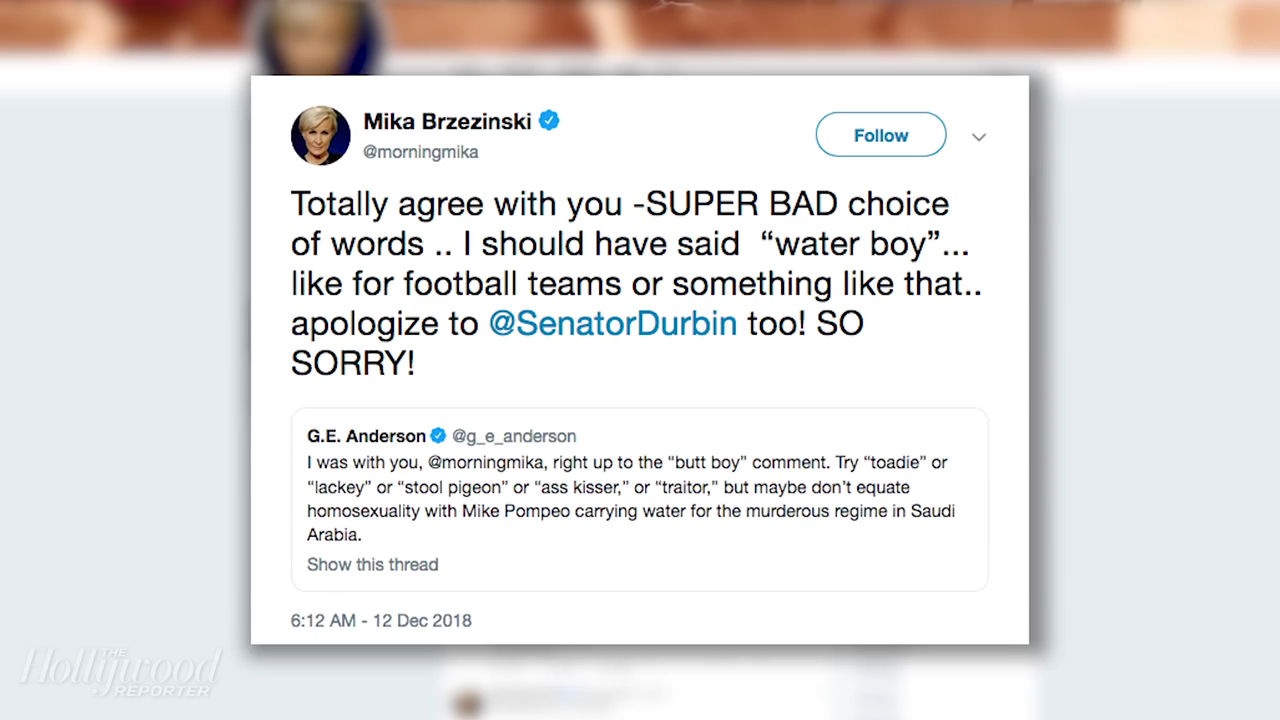 Mika Brzezinski
@morningmika
Follow
Totally agree with you -SUPER BAD choice
of words .. I should have said “water boy”...
like for football teams or something like that..
apologize to @SenatorDurbin too! SO
SORRY!
G.E. Anderson @g_e_anderson
I was with you, @morningmika, right up to the “butt boy” comment. Try “toadie” or
“lackey” or “stool pigeon” or “ass kisser,” or “traitor,” but maybe don’t equate
homosexuality with Mike Pompeo carrying water for the murderous regime in Saudi
Arabia.
Show this thread
6:12 AM - 12 Dec 2018
THE
Hollywood
REPORTER